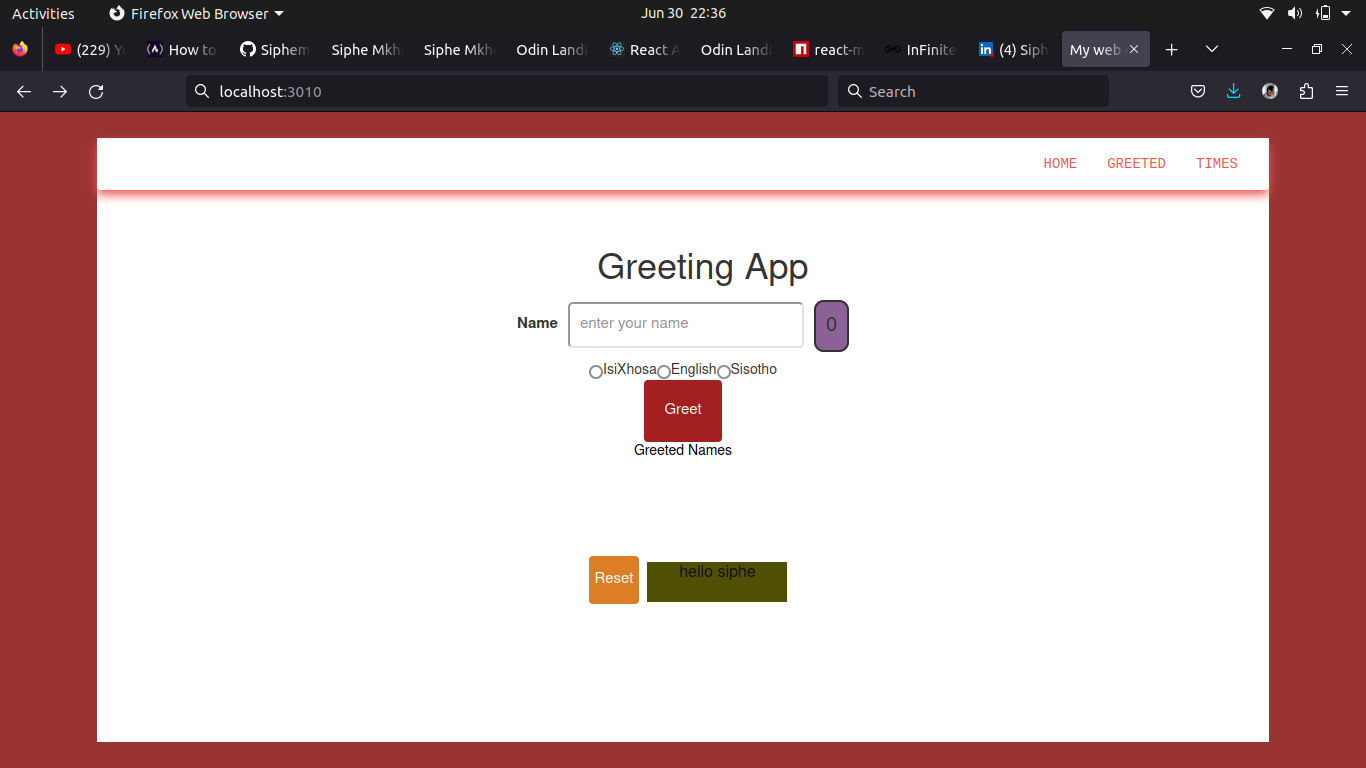 Activities Firefox Web Browser Jun 30 22:36
(229) Y How to Siphem Siphe Mkh Siphe Mkh Odin Landi React A Odin Landi react-m InFinite (4) Siph My web
localhost:3010 Search
HOME GREETED TIMES
Greeting App
Name enter your name 0
IsiXhosa English Sisotho
Greet
Greeted Names
Reset hello siphe